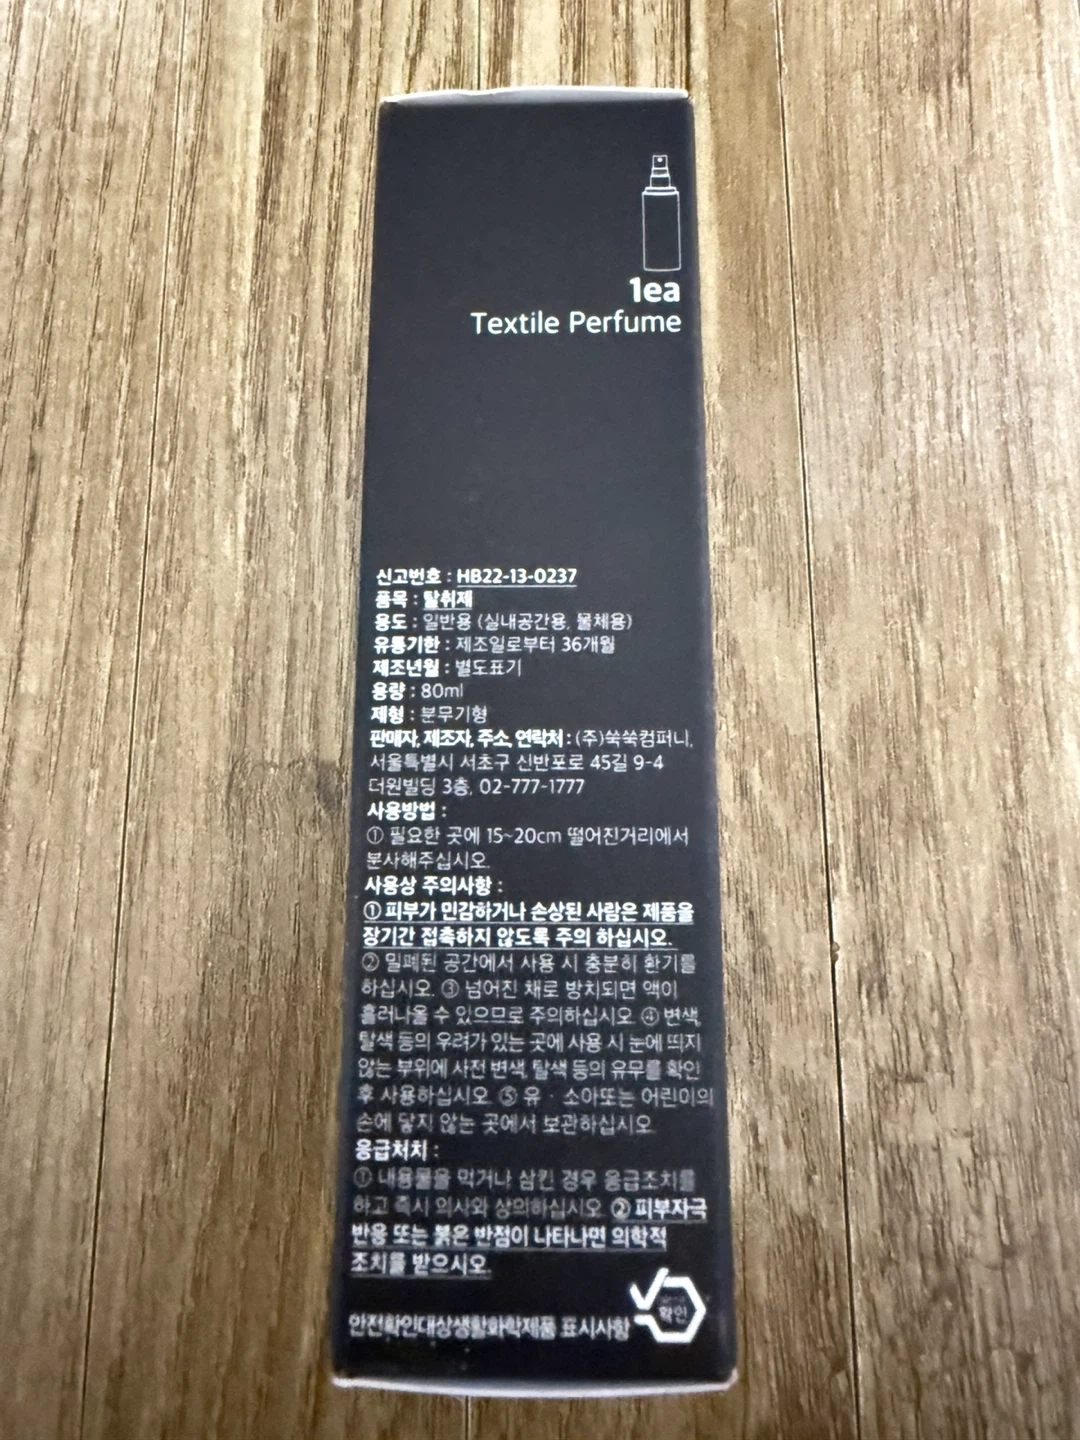 1ea
Textile Perfume
신고번호 : HB22-13-0237
품목 : 탈취제
용도 : 일반용 (실내공간용, 물체용)
유통기한 : 제조일로부터 36개월
제조년월 : 별도표기
용량 : 80ml
제형 : 분무기형
판매자, 제조자, 주소, 연락처 : (주)쑥쑥컴퍼니,
서울특별시 서초구 신반포로 45길 9-4
더원빌딩 3층, 02-777-1777
사용방법 :
① 필요한 곳에 15~20cm 떨어진거리에서
분사해주십시오.
사용상 주의사항 :
① 피부가 민감하거나 손상된 사람은 제품을
장기간 접촉하지 않도록 주의 하십시오.
② 밀폐된 공간에서 사용 시 충분히 환기를
하십시오. ③ 넘어진 채로 방치되면 액이
흘러나올 수 있으므로 주의하십시오. ④ 변색,
탈색 등의 우려가 있는 곳에 사용 시 눈에 띄지
않는 부위에 사전 변색, 탈색 등의 유무를 확인
후 사용하십시오. ⑤ 유 · 소아또는 어린이의
손에 닿지 않는 곳에서 보관하십시오.
응급처치 :
① 내용물을 먹거나 삼킨 경우 응급조치를
하고 즉시 의사와 상의하십시오. ② 피부자극
반응 또는 붉은 반점이 나타나면 의학적
조치를 받으시오.
확인
안전확인대상생활화학제품 표시사항